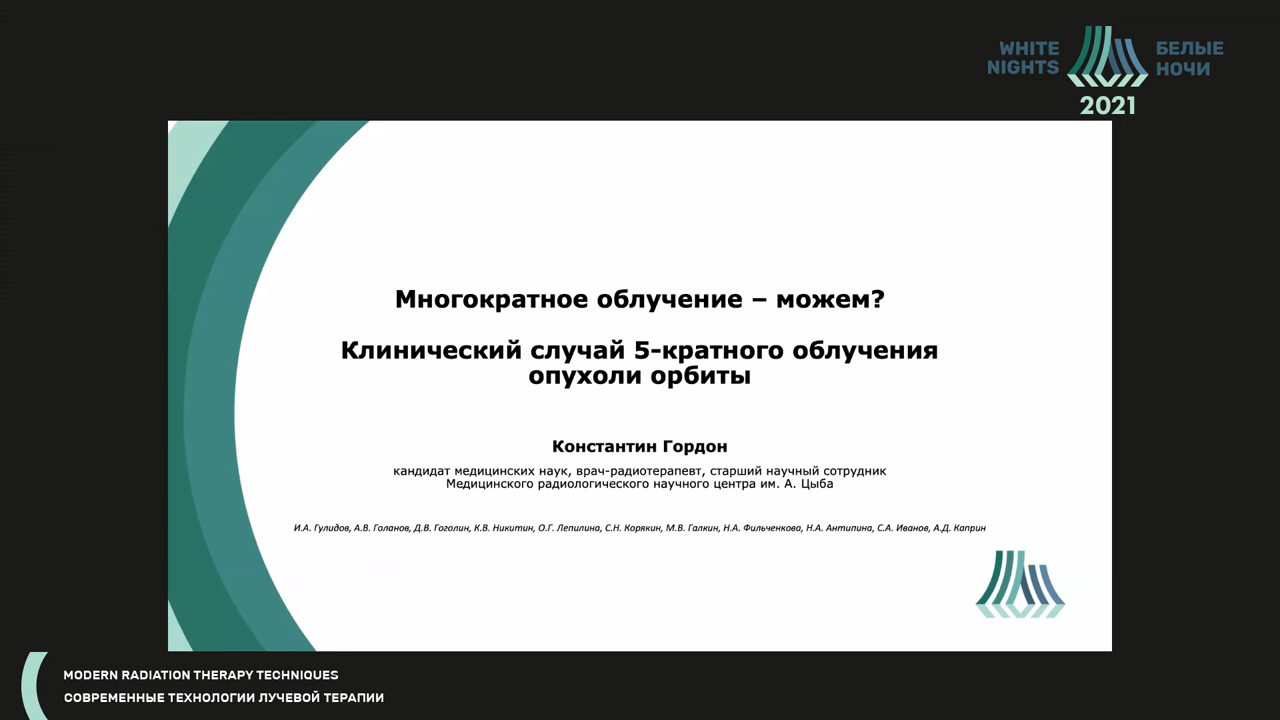 WHITE
NIGHTS
БЕЛЫЕ
НОЧИ
2021
Многократное облучение – можем?
Клинический случай 5-кратного облучения
опухоли орбиты
Константин Гордон
кандидат медицинских наук, врач-радиотерапевт, старший научный сотрудник
Медицинского радиологического научного центра им. А. Цыба
И.А. Гулидов, А.В. Голанов, Д.В. Гоголин, К.В. Никитин, О.Г. Лепилина, С.Н. Корякин, М.В. Галкин, Н.А. Фильченкова, Н.А. Антипина, С.А. Иванов, А.Д. Каприн
MODERN RADIATION THERAPY TECHNIQUES
СОВРЕМЕННЫЕ ТЕХНОЛОГИИ ЛУЧЕВОЙ ТЕРАПИИ